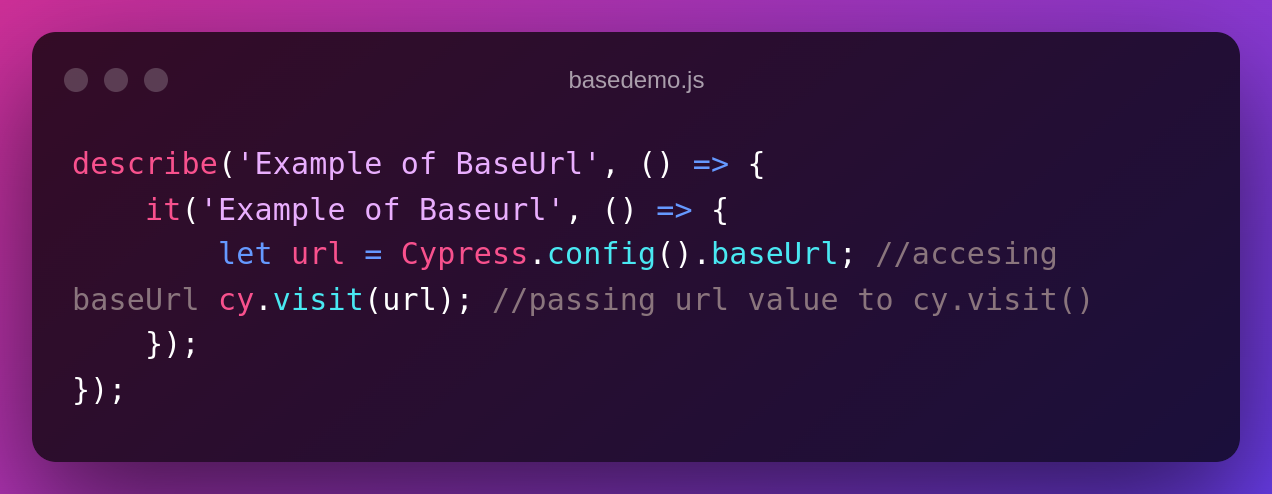 basedemo.js
describe('Example of BaseUrl', () => {
    it('Example of Baseurl', () => {
        let url = Cypress.config().baseUrl; //accesing
baseUrl cy.visit(url); //passing url value to cy.visit()
    });
});